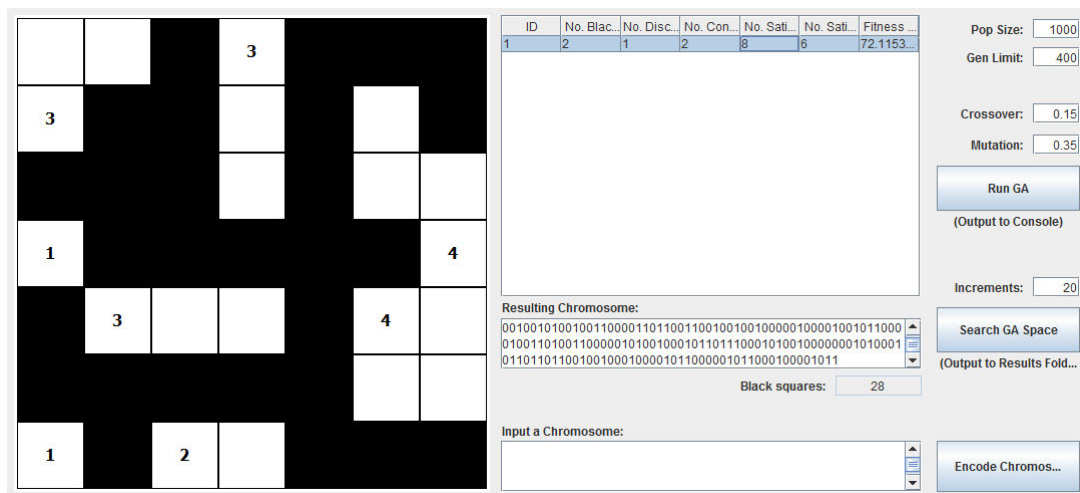 3
3
1
4
3
4
1
2
ID No. Blac... No. Disc... No. Con... No. Sati... No. Sati... Fitness ...
1 2 1 2 8 6 72.1153...
Resulting Chromosome:
001001010010011000011011001100100100100000100001001011000
010011010011000001010010001011011100010100100000001010001
011011011001001000100001011000001011000100001011
Black squares: 28
Input a Chromosome:
Pop Size: 1000
Gen Limit: 400
Crossover: 0.15
Mutation: 0.35
Run GA
(Output to Console)
Increments: 20
Search GA Space
(Output to Results Fold...
Encode Chromos...